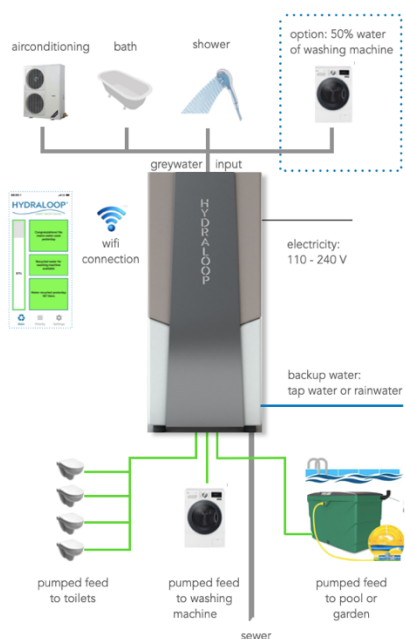 airconditioning
bath
shower
option: 50% water
of washing machine
greywater input
HYDRALOOP
HYDRALOOP
wifi
connection
electricity:
110 - 240 V
backup water:
tap water or rainwater
pumped feed
to toilets
pumped feed
to washing
machine
pumped feed
to pool or
garden
sewer